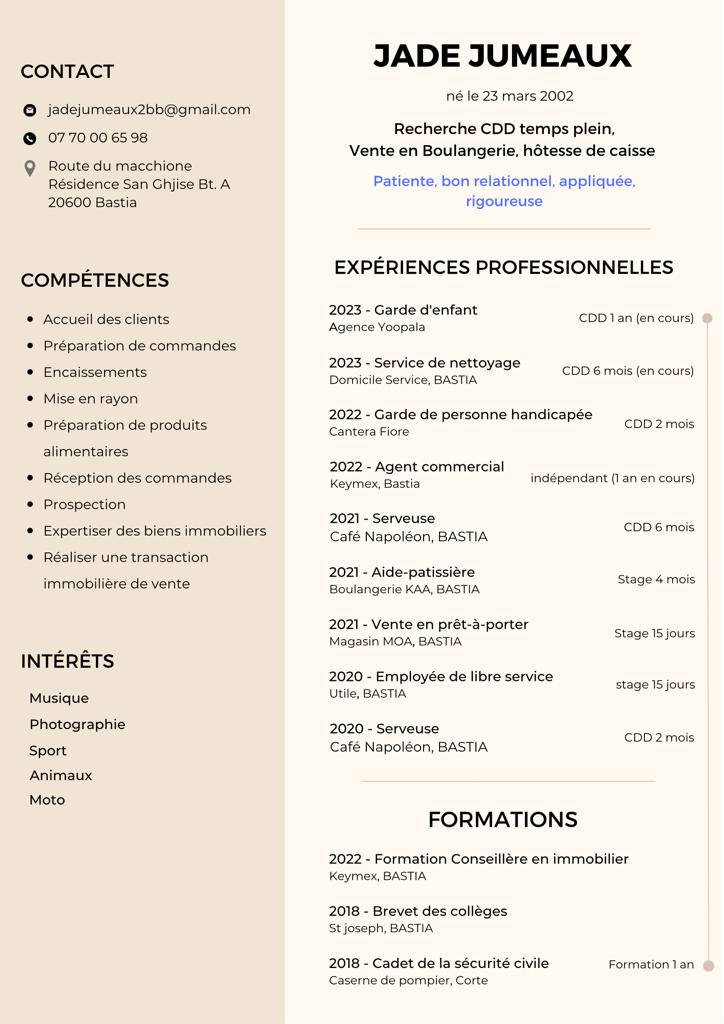 CONTACT
jadejumeaux2bb@gmail.com
07 70 00 65 98
Route du macchione
Résidence San Ghjise Bt. A
20600 Bastia
COMPÉTENCES
Accueil des clients
Préparation de commandes
Encaissements
Mise en rayon
Préparation de produits
alimentaires
Réception des commandes
Prospection
Expertiser des biens immobiliers
Réaliser une transaction
immobilière de vente
INTÉRÊTS
Musique
Photographie
Sport
Animaux
Moto
JADE JUMEAUX
né le 23 mars 2002
Recherche CDD temps plein,
Vente en Boulangerie, hôtesse de caisse
Patiente, bon relationnel, appliquée,
rigoureuse
EXPÉRIENCES PROFESSIONNELLES
2023 - Garde d'enfant
Agence Yoopala
CDD 1 an (en cours)
2023 - Service de nettoyage
Domicile Service, BASTIA
CDD 6 mois (en cours)
2022 - Garde de personne handicapée
Cantera Fiore
CDD 2 mois
2022 - Agent commercial
Keymex, Bastia
indépendant (1 an en cours)
2021 - Serveuse
Café Napoléon, BASTIA
CDD 6 mois
2021 - Aide-patissière
Boulangerie KAA, BASTIA
Stage 4 mois
2021 - Vente en prêt-à-porter
Magasin MOA, BASTIA
Stage 15 jours
2020 - Employée de libre service
Utile, BASTIA
stage 15 jours
2020 - Serveuse
Café Napoléon, BASTIA
CDD 2 mois
FORMATIONS
2022 - Formation Conseillère en immobilier
Keymex, BASTIA
2018 - Brevet des collèges
St joseph, BASTIA
2018 - Cadet de la sécurité civile
Caserne de pompier, Corte
Formation 1 an